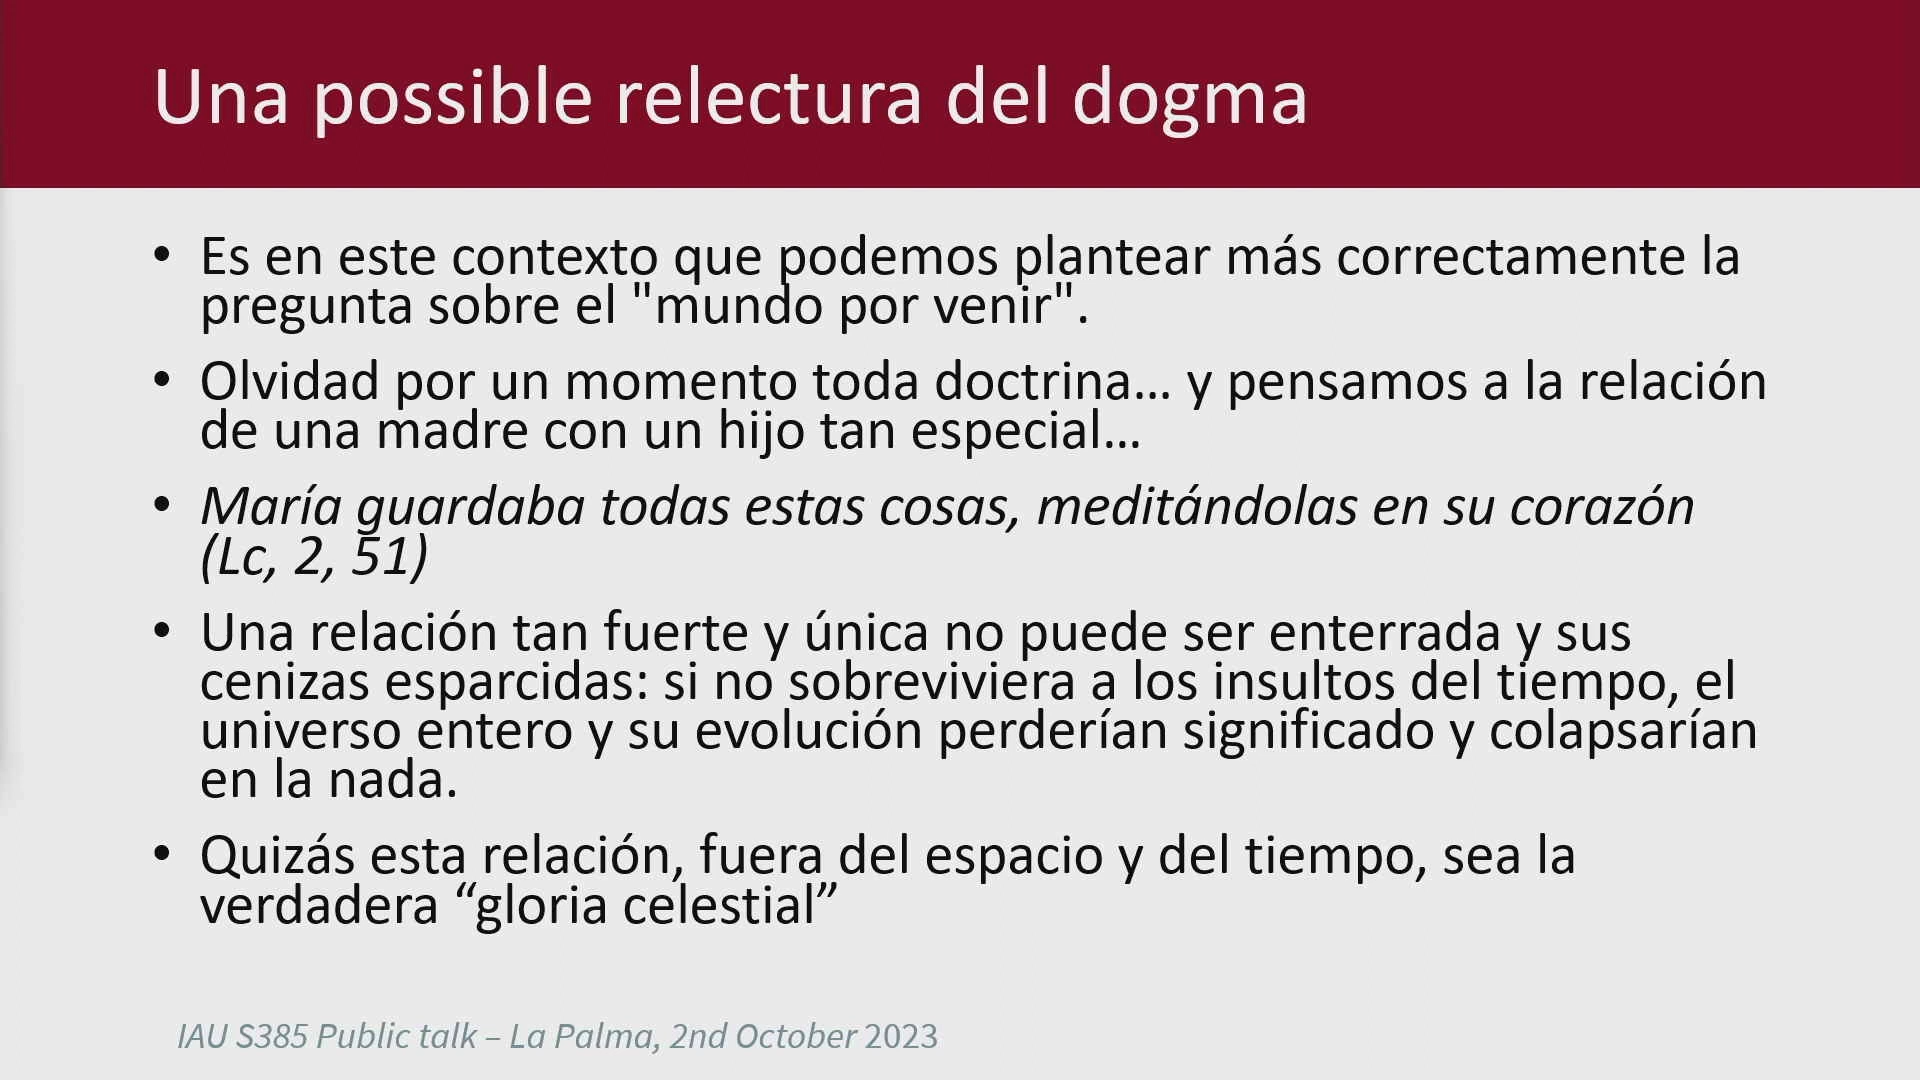 Una possible relectura del dogma
• Es en este contexto que podemos plantear más correctamente la
pregunta sobre el "mundo por venir".
• Olvidad por un momento toda doctrina… y pensamos a la relación
de una madre con un hijo tan especial…
• María guardaba todas estas cosas, meditándolas en su corazón
(Lc, 2, 51)
• Una relación tan fuerte y única no puede ser enterrada y sus
cenizas esparcidas: si no sobreviviera a los insultos del tiempo, el
universo entero y su evolución perderían significado y colapsarían
en la nada.
• Quizás esta relación, fuera del espacio y del tiempo, sea la
verdadera “gloria celestial”
IAU S385 Public talk – La Palma, 2nd October 2023